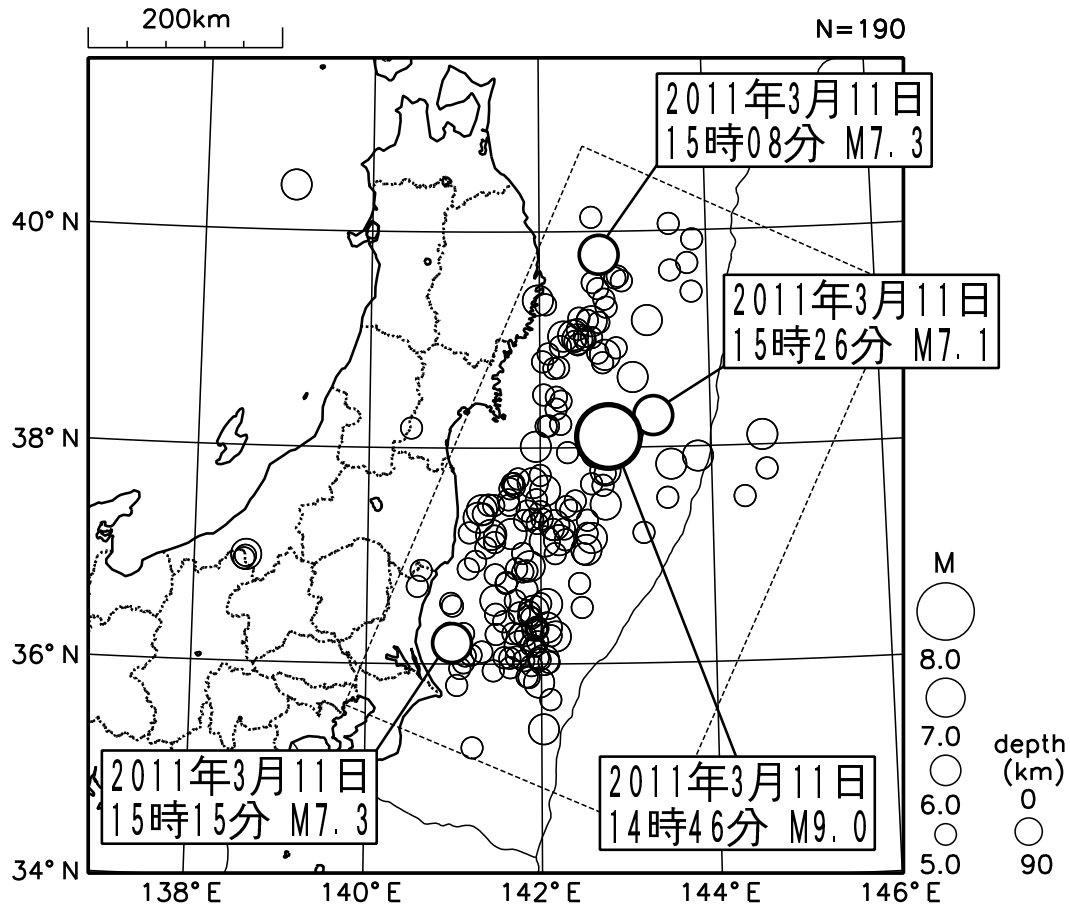 200km
N=190
2011年3月11日
15時08分 M7.3
2011年3月11日
15時26分 M7.1
40°N
38°N
36°N
34°N
2011年3月11日
15時15分 M7.3
2011年3月11日
14時46分 M9.0
M
8.0
7.0
6.0
5.0
depth
(km)
0
90
138°E
140°E
142°E
144°E
146°E